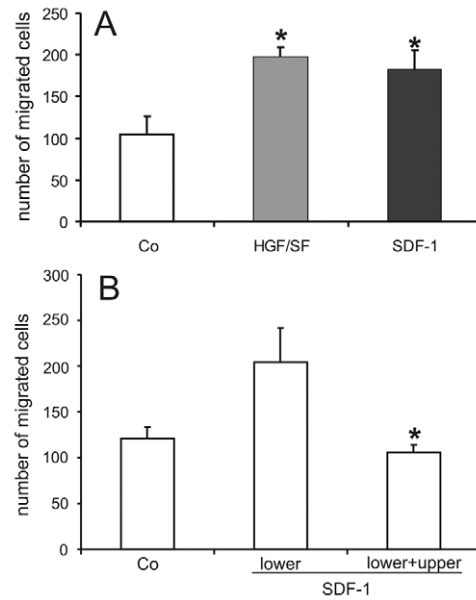 A
number of migrated cells
250
200
150
100
50
0
*
*
Co HGF/SF SDF-1
B
number of migrated cells
300
250
200
150
100
50
0
*
Co lower lower+upper
SDF-1